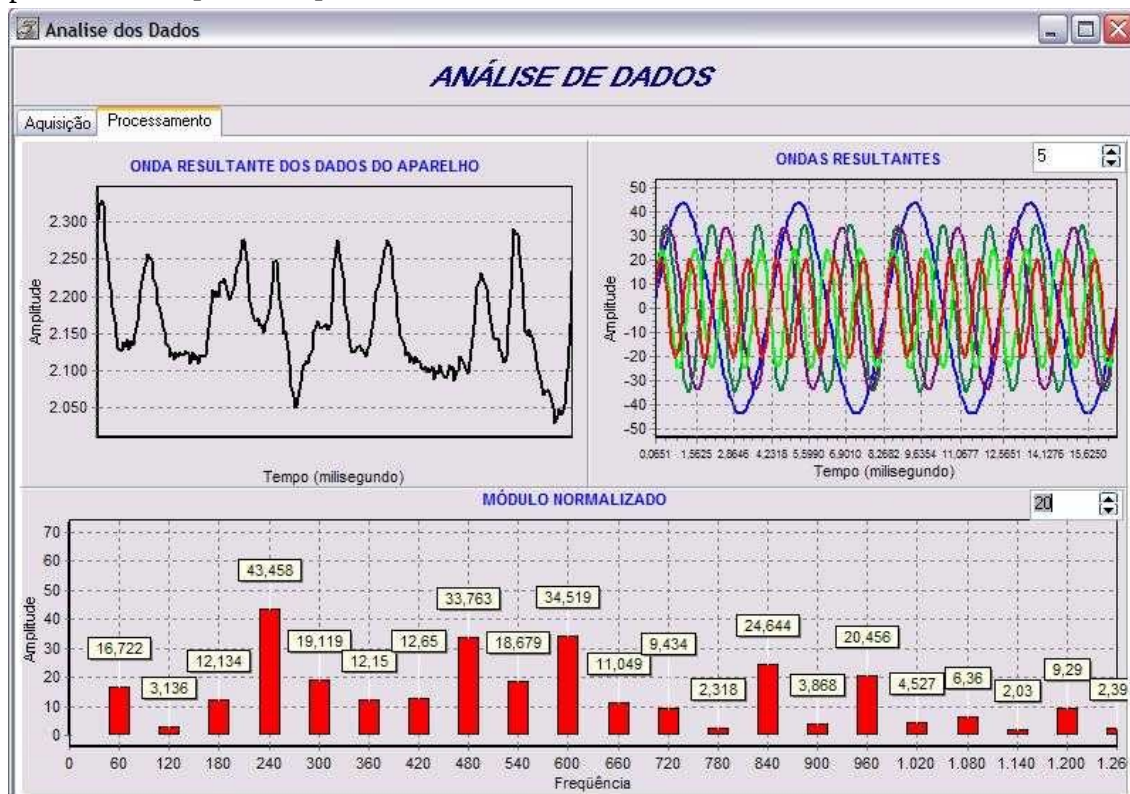 Analise dos Dados
ANÁLISE DE DADOS
Aquisição Processamento
ONDA RESULTANTE DOS DADOS DO APARELHO
2.300
2.250
2.200
2.150
2.100
2.050
Amplitude
Tempo (milisegundo)
ONDAS RESULTANTES
5
50
40
30
20
10
0
-10
-20
-30
-40
-50
Amplitude
0,0651 1,5625 2,8646 4,2318 5,5990 6,9010 8,2682 9,6354 11,0677 12,5651 14,1276 15,6250
Tempo (milisegundo)
MÓDULO NORMALIZADO
20
70
60
50
40
30
20
10
0
Amplitude
16,722 3,136 12,134 43,458 19,119 12,15 12,65 33,763 18,679 34,519 11,049 9,434 2,318 24,644 3,868 20,456 4,527 6,36 2,03 9,29 2,39
0 60 120 180 240 300 360 420 480 540 600 660 720 780 840 900 960 1.020 1.080 1.140 1.200 1.26
Freqüência